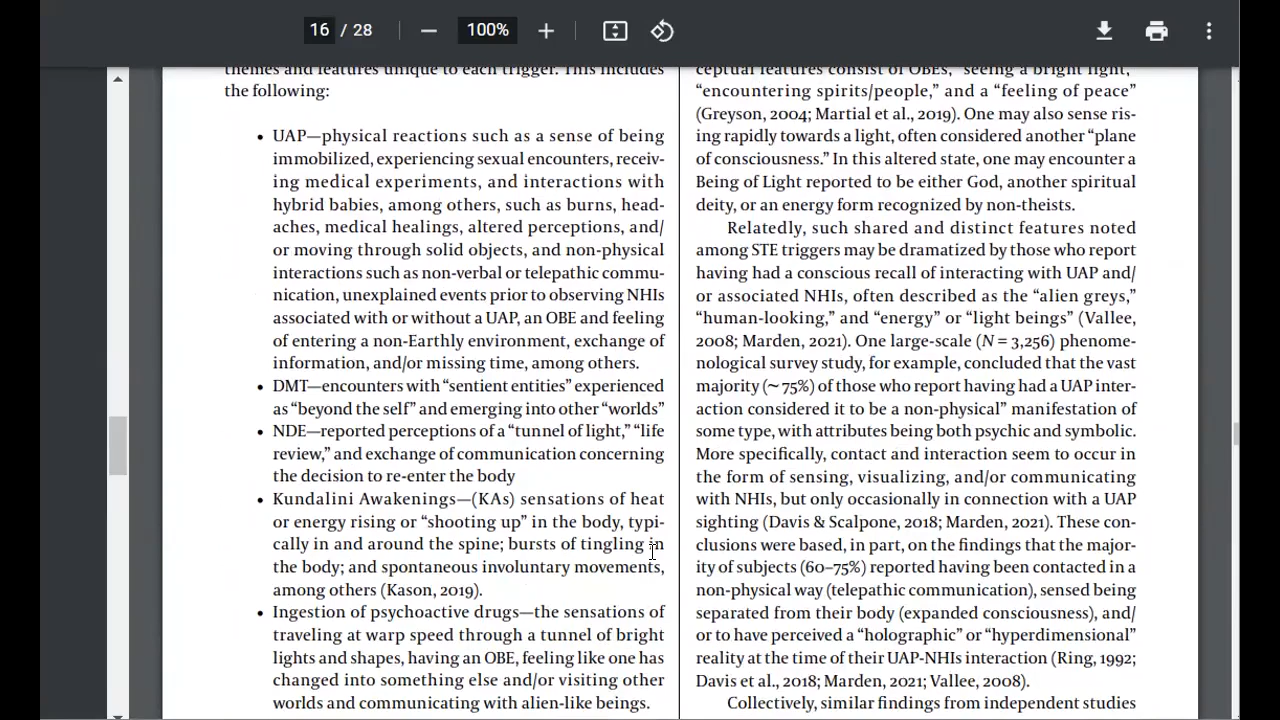 16 / 28
100%
themes and features unique to each trigger. This includes
the following:
• UAP—physical reactions such as a sense of being
immobilized, experiencing sexual encounters, receiv-
ing medical experiments, and interactions with
hybrid babies, among others, such as burns, head-
aches, medical healings, altered perceptions, and/
or moving through solid objects, and non-physical
interactions such as non-verbal or telepathic commu-
nication, unexplained events prior to observing NHIs
associated with or without a UAP, an OBE and feeling
of entering a non-Earthly environment, exchange of
information, and/or missing time, among others.
• DMT—encounters with “sentient entities” experienced
as “beyond the self” and emerging into other “worlds”
• NDE—reported perceptions of a “tunnel of light,” “life
review,” and exchange of communication concerning
the decision to re-enter the body
• Kundalini Awakenings—(KAs) sensations of heat
or energy rising or “shooting up” in the body, typi-
cally in and around the spine; bursts of tingling in
the body; and spontaneous involuntary movements,
among others (Kason, 2019).
• Ingestion of psychoactive drugs—the sensations of
traveling at warp speed through a tunnel of bright
lights and shapes, having an OBE, feeling like one has
changed into something else and/or visiting other
worlds and communicating with alien-like beings.
ceptual features consist of OBEs, “seeing a bright light,”
“encountering spirits/people,” and a “feeling of peace”
(Greyson, 2004; Martial et al., 2019). One may also sense ris-
ing rapidly towards a light, often considered another “plane
of consciousness.” In this altered state, one may encounter a
Being of Light reported to be either God, another spiritual
deity, or an energy form recognized by non-theists.
Relatedly, such shared and distinct features noted
among STE triggers may be dramatized by those who report
having had a conscious recall of interacting with UAP and/
or associated NHIs, often described as the “alien greys,”
“human-looking,” and “energy” or “light beings” (Vallee,
2008; Marden, 2021). One large-scale (N = 3,256) phenome-
nological survey study, for example, concluded that the vast
majority (~ 75%) of those who report having had a UAP inter-
action considered it to be a non-physical” manifestation of
some type, with attributes being both psychic and symbolic.
More specifically, contact and interaction seem to occur in
the form of sensing, visualizing, and/or communicating
with NHIs, but only occasionally in connection with a UAP
sighting (Davis & Scalpone, 2018; Marden, 2021). These con-
clusions were based, in part, on the findings that the major-
ity of subjects (60–75%) reported having been contacted in a
non-physical way (telepathic communication), sensed being
separated from their body (expanded consciousness), and/
or to have perceived a “holographic” or “hyperdimensional”
reality at the time of their UAP-NHIs interaction (Ring, 1992;
Davis et al., 2018; Marden, 2021; Vallee, 2008).
Collectively, similar findings from independent studies